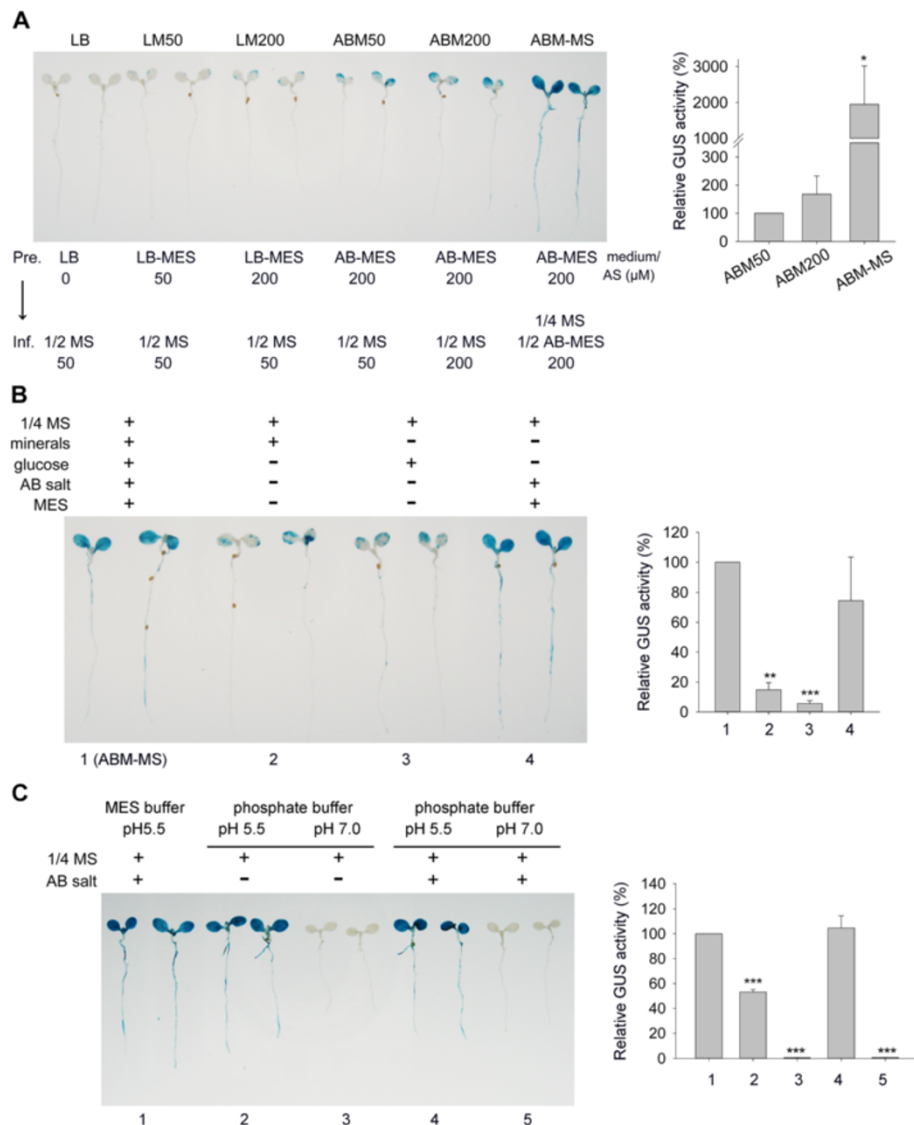 A
LB LM50 LM200 ABM50 ABM200 ABM-MS
Pre. LB LB-MES LB-MES AB-MES AB-MES AB-MES medium/
0 50 200 200 200 200 AS (µM)
1/4 MS
Inf. 1/2 MS 1/2 MS 1/2 MS 1/2 MS 1/2 MS 1/2 AB-MES
50 50 50 50 200 200
Relative GUS activity (%)
3000
2000
1000
300
200
100
0
*
ABM50 ABM200 ABM-MS
B
1/4 MS + + + +
minerals + + - -
glucose + - + -
AB salt + - - +
MES + - - +
1 (ABM-MS) 2 3 4
Relative GUS activity (%)
120
100
80
60
40
20
0
** ***
1 2 3 4
C
MES buffer phosphate buffer phosphate buffer
pH5.5 pH 5.5 pH 7.0 pH 5.5 pH 7.0
1/4 MS + + + + +
AB salt + - - + +
1 2 3 4 5
Relative GUS activity (%)
140
120
100
80
60
40
20
0
*** *** ***
1 2 3 4 5